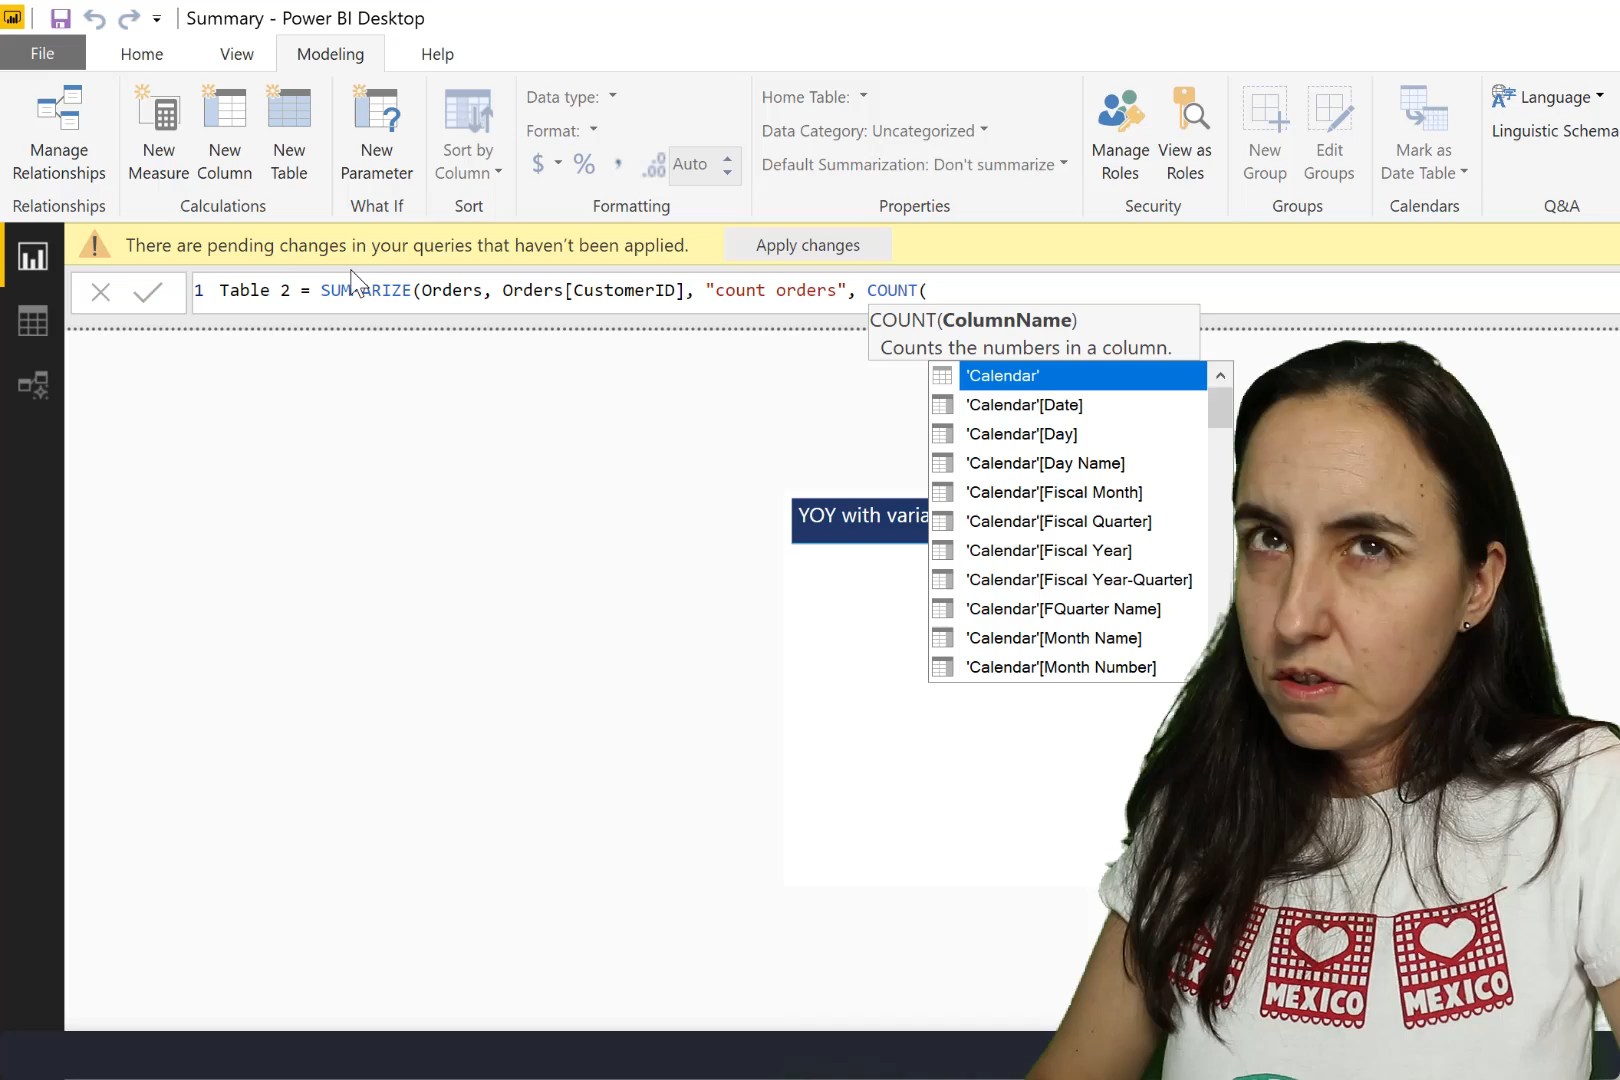 Summary - Power BI Desktop
File Home View Modeling Help
Manage Relationships
New Measure
New Column
New Table
New Parameter
Sort by Column
Data type:
Format:
$ % , .00 Auto
Home Table:
Data Category: Uncategorized
Default Summarization: Don't summarize
Manage Roles
View as Roles
New Group
Edit Groups
Mark as Date Table
Language
Linguistic Schema
Relationships Calculations What If Sort Formatting Properties Security Groups Calendars Q&A
There are pending changes in your queries that haven't been applied. Apply changes
1 Table 2 = SUMMARIZE(Orders, Orders[CustomerID], "count orders", COUNT(
COUNT(ColumnName)
Counts the numbers in a column.
'Calendar'
'Calendar'[Date]
'Calendar'[Day]
'Calendar'[Day Name]
'Calendar'[Fiscal Month]
'Calendar'[Fiscal Quarter]
'Calendar'[Fiscal Year]
'Calendar'[Fiscal Year-Quarter]
'Calendar'[FQuarter Name]
'Calendar'[Month Name]
'Calendar'[Month Number]
YOY with varia
MEXICO
MEXICO